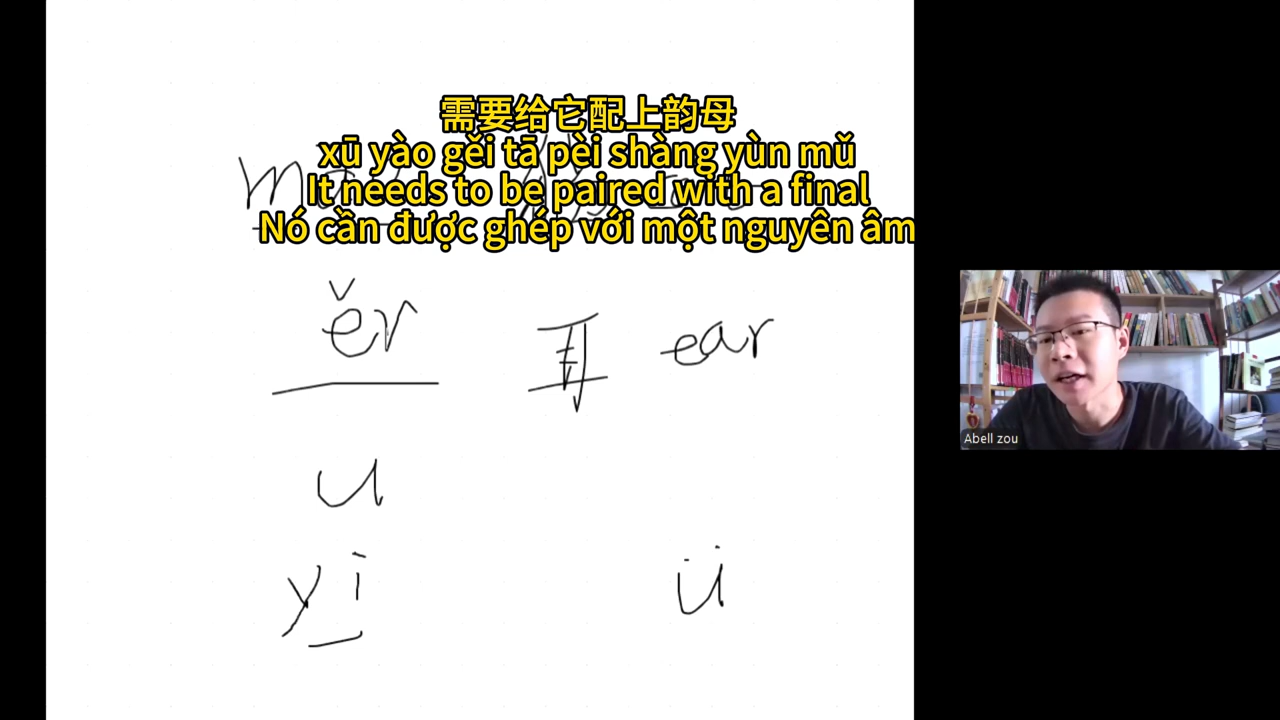 需要给它配上韵母
xū yào gěi tā pèi shàng yùn mǔ
It needs to be paired with a final
Nó cần được ghép với một nguyên âm
ěr 耳 ear
u
yi ü
Abell zou